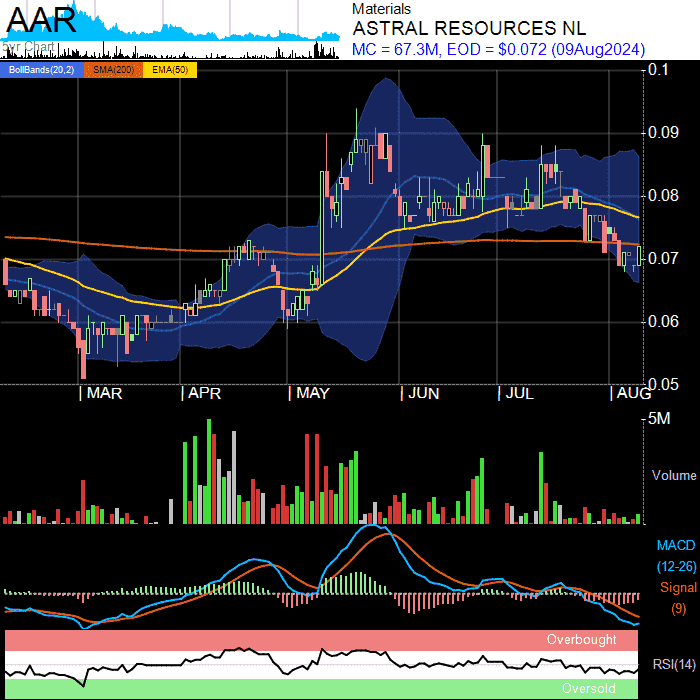 AAR
5yr Chart
Materials
ASTRAL RESOURCES NL
MC = 67.3M, EOD = $0.072 (09Aug2024)
BollBands(20,2) SMA(200) EMA(50)
0.1
0.09
0.08
0.07
0.06
0.05
| MAR | APR | MAY | JUN | JUL | AUG
5M
Volume
MACD
(12-26)
Signal
(9)
Overbought
RSI(14)
Oversold